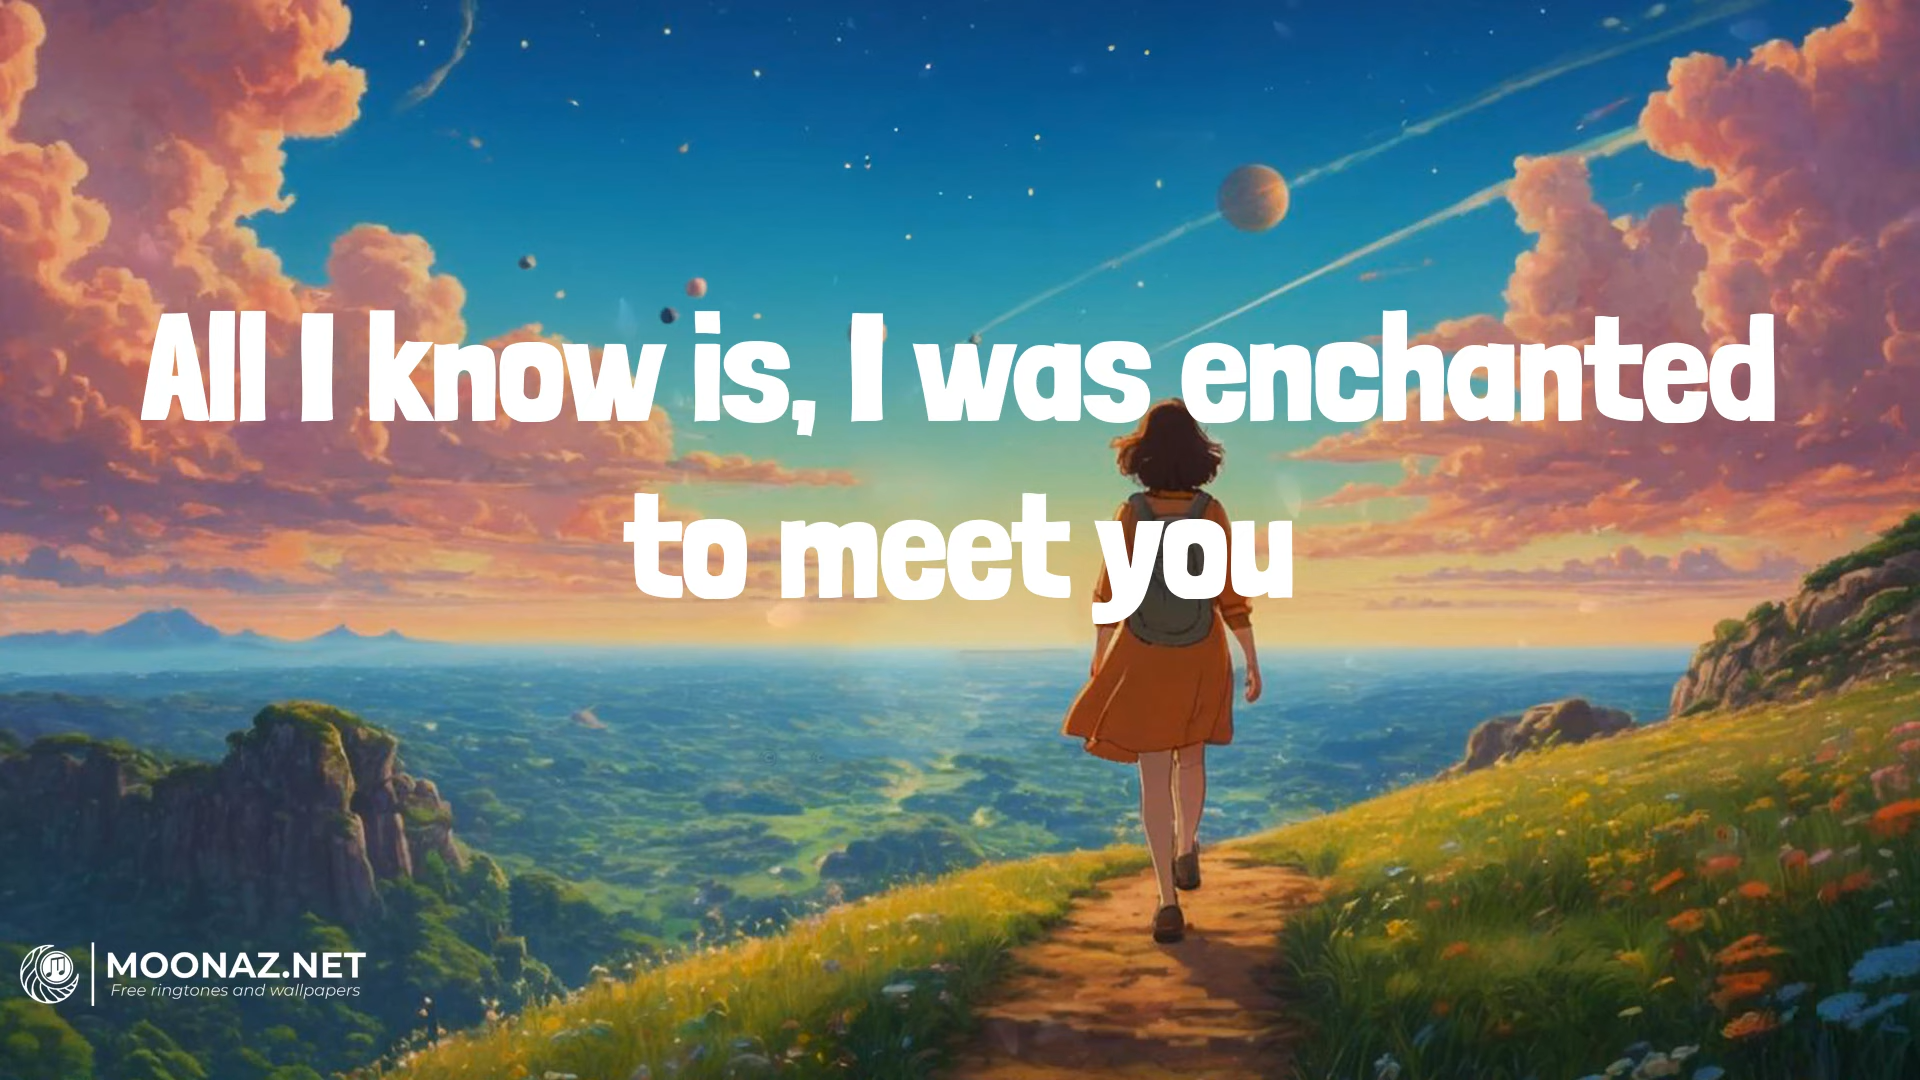 All I know is, I was enchanted
to meet you
MOONAZ.NET
Free ringtones and wallpapers